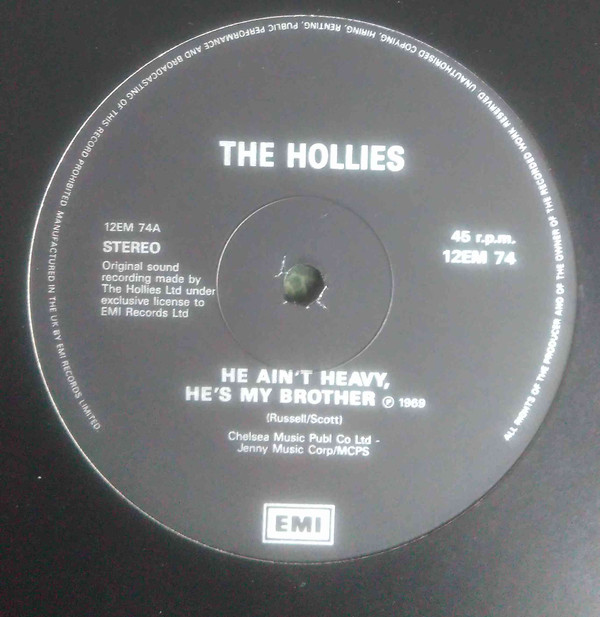 THE HOLLIES
12EM 74A
STEREO
Original sound
recording made by
The Hollies Ltd under
exclusive license to
EMI Records Ltd
45 r.p.m.
12EM 74
HE AIN'T HEAVY,
HE'S MY BROTHER ℗ 1969
(Russell/Scott)
Chelsea Music Publ Co Ltd -
Jenny Music Corp/MCPS
EMI
ALL RIGHTS OF THE PRODUCER AND OF THE OWNER OF THE RECORDED WORK RESERVED. UNAUTHORISED COPYING, HIRING, RENTING, PUBLIC PERFORMANCE AND BROADCASTING OF THIS RECORD PROHIBITED. MANUFACTURED IN THE UK BY EMI RECORDS LIMITED.